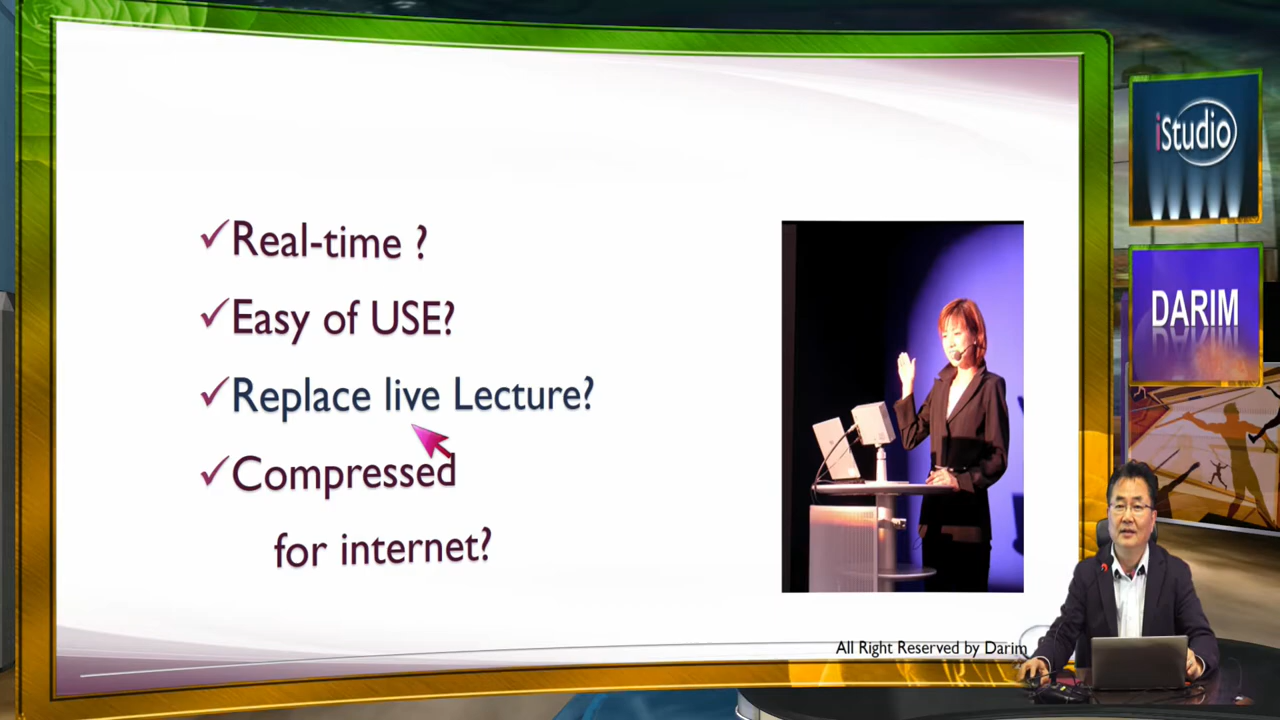 Real-time ?
Easy of USE?
Replace live Lecture?
Compressed
for internet?
All Right Reserved by Darim
iStudio
DARIM